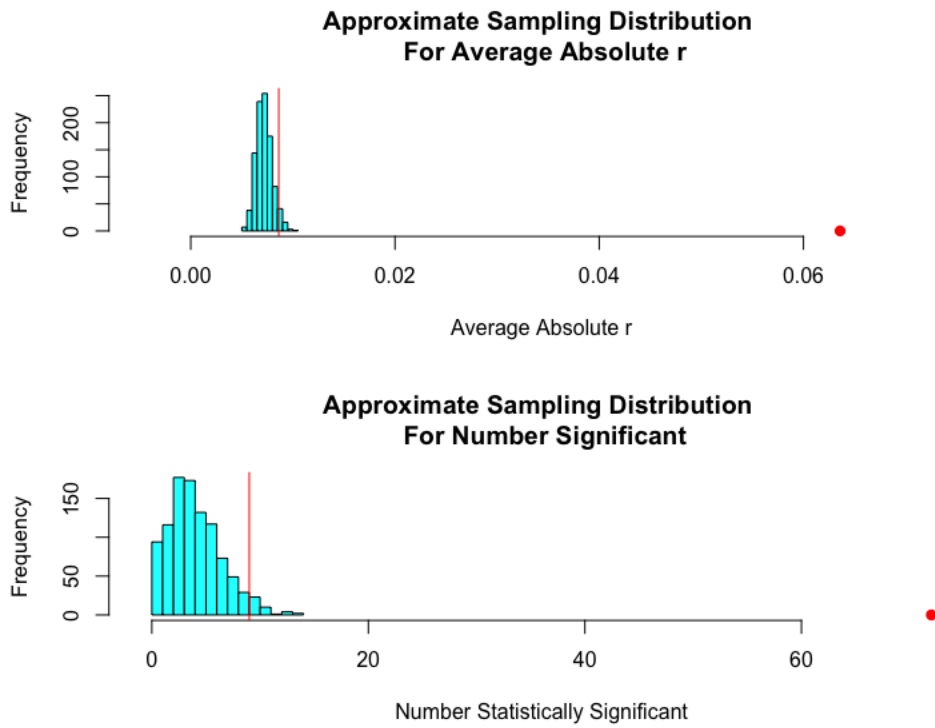 Approximate Sampling Distribution
For Average Absolute r
Frequency
200
100
0
0.00 0.02 0.04 0.06
Average Absolute r
Approximate Sampling Distribution
For Number Significant
Frequency
150
50
0
0 20 40 60
Number Statistically Significant